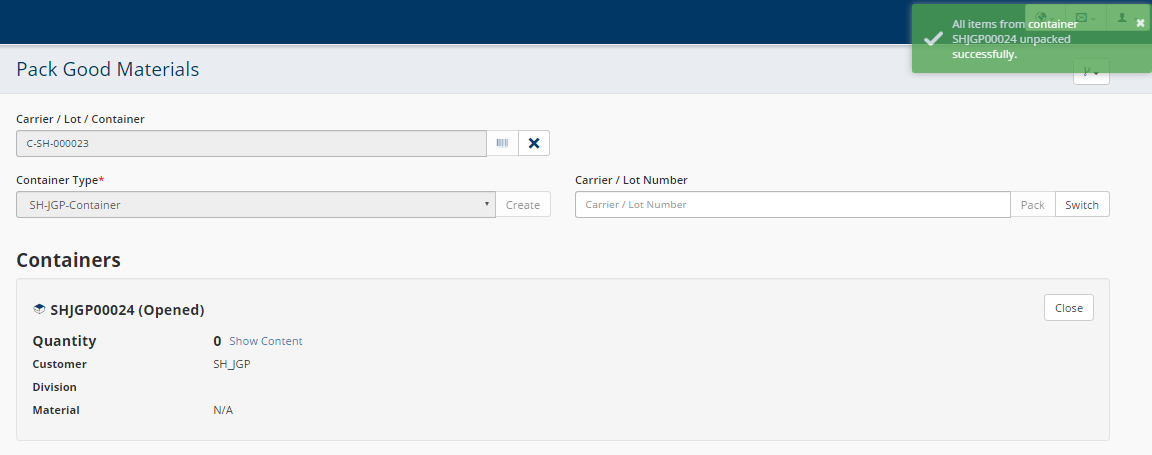 All items from container
SHJGP00024 unpacked
successfully.
Pack Good Materials
Carrier / Lot / Container
C-SH-000023
Container Type*
Carrier / Lot Number
SH-JGP-Container
Create
Carrier / Lot Number
Pack
Switch
Containers
SHJGP00024 (Opened)
Close
Quantity
0 Show Content
Customer
SH_JGP
Division
Material
N/A